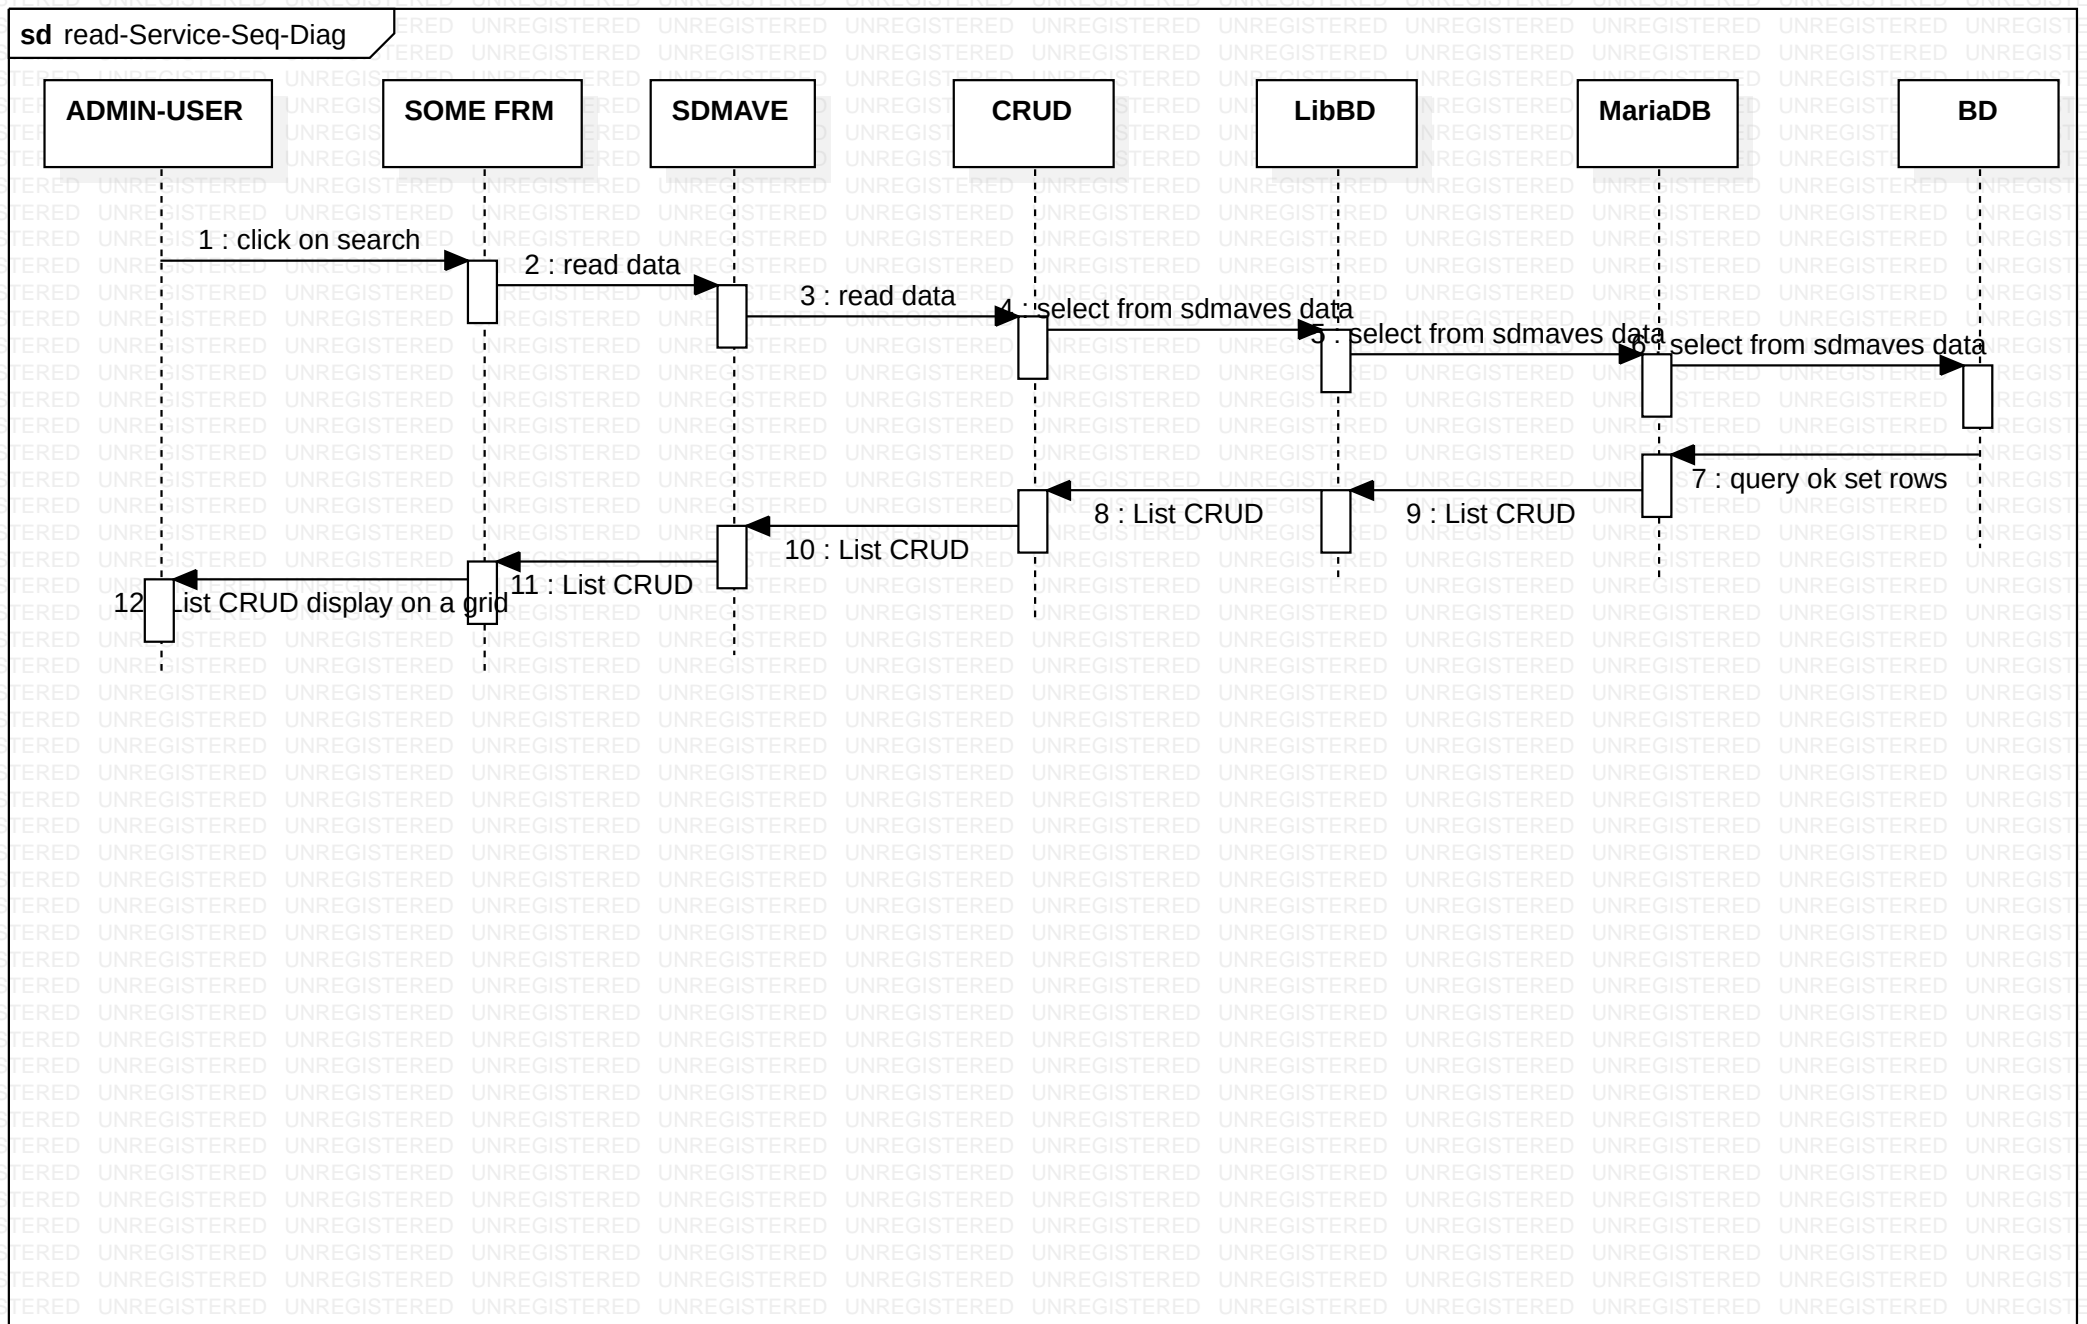 sd read-Service-Seq-Diag
ADMIN-USER
SOME FRM
SDMAVE
CRUD
LibBD
MariaDB
BD
1 : click on search
2 : read data
3 : read data
4 : select from sdmaves data
5 : select from sdmaves data
6 : select from sdmaves data
7 : query ok set rows
8 : List CRUD
9 : List CRUD
10 : List CRUD
11 : List CRUD
12 List CRUD display on a grid
UNREGISTERED